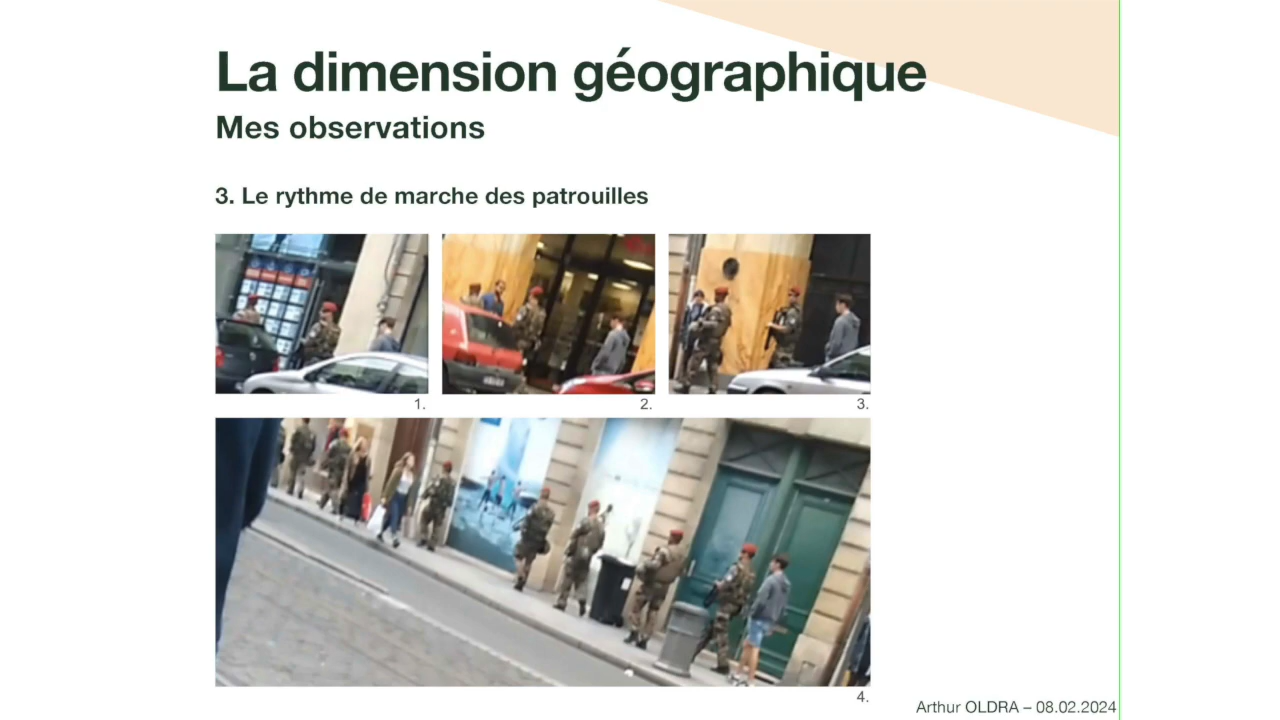 La dimension géographique
Mes observations
3. Le rythme de marche des patrouilles
1.
2.
3.
4.
Arthur OLDRA – 08.02.2024